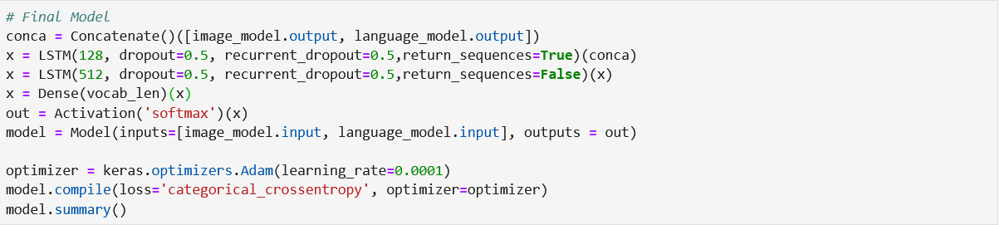 # Final Model
conca = Concatenate()([image_model.output, language_model.output])
x = LSTM(128, dropout=0.5, recurrent_dropout=0.5,return_sequences=True)(conca)
x = LSTM(512, dropout=0.5, recurrent_dropout=0.5,return_sequences=False)(x)
x = Dense(vocab_len)(x)
out = Activation('softmax')(x)
model = Model(inputs=[image_model.input, language_model.input], outputs = out)

optimizer = keras.optimizers.Adam(learning_rate=0.0001)
model.compile(loss='categorical_crossentropy', optimizer=optimizer)
model.summary()